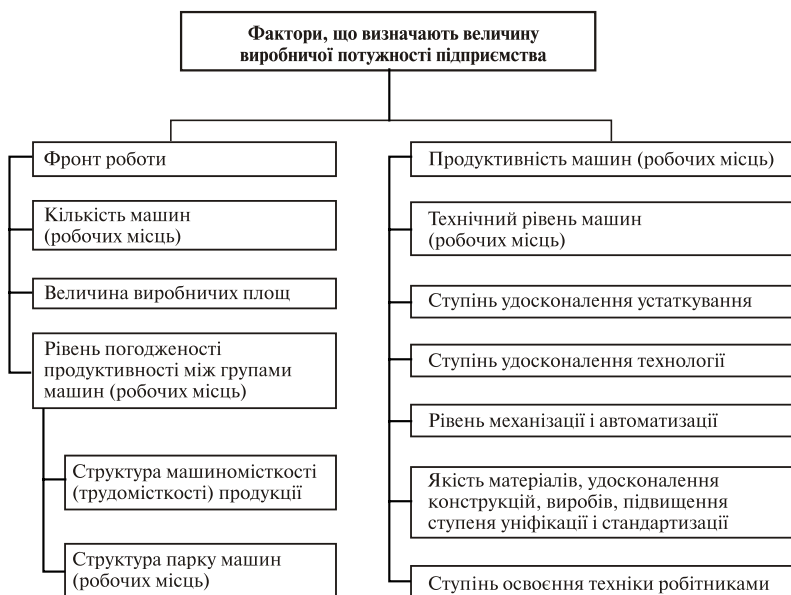 Фактори, що визначають величину
виробничої потужності підприємства
Фронт роботи
Кількість машин
(робочих місць)
Величина виробничих площ
Рівень погодженості
продуктивності між групами
машин (робочих місць)
Структура машиномісткості
(трудомісткості) продукції
Структура парку машин
(робочих місць)
Продуктивність машин (робочих місць)
Технічний рівень машин
(робочих місць)
Ступінь удосконалення устаткування
Ступінь удосконалення технології
Рівень механізації і автоматизації
Якість матеріалів, удосконалення
конструкцій, виробів, підвищення
ступеня уніфікації і стандартизації
Ступінь освоєння техніки робітниками